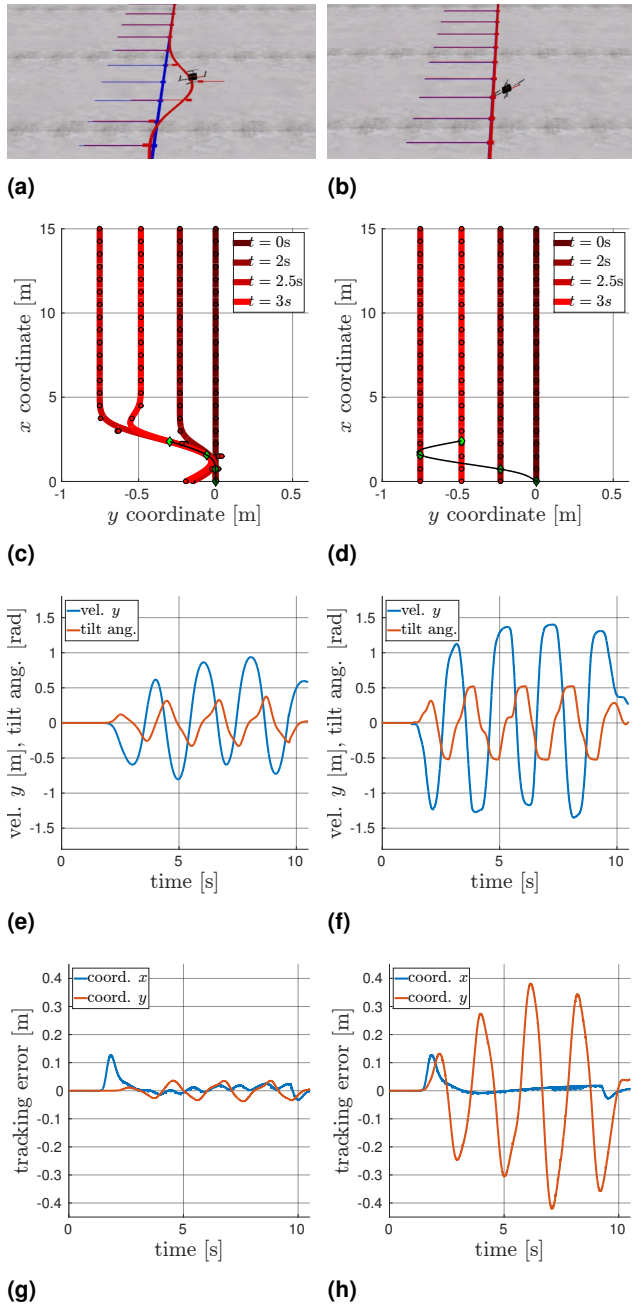 (a)
(b)
15
10
5
0
-1
-0.5
0
0.5
x coordinate [m]
y coordinate [m]
t = 0s
t = 2s
t = 2.5s
t = 3s
15
10
5
0
-1
-0.5
0
0.5
x coordinate [m]
y coordinate [m]
t = 0s
t = 2s
t = 2.5s
t = 3s
(c)
(d)
1.5
1
0.5
0
-0.5
-1
-1.5
0
5
10
vel. y [m], tilt ang. [rad]
time [s]
vel. y
tilt ang.
1.5
1
0.5
0
-0.5
-1
-1.5
0
5
10
vel. y [m], tilt ang. [rad]
time [s]
vel. y
tilt ang.
(e)
(f)
0.4
0.3
0.2
0.1
0
-0.1
-0.2
-0.3
-0.4
0
5
10
tracking error [m]
time [s]
coord. x
coord. y
0.4
0.3
0.2
0.1
0
-0.1
-0.2
-0.3
-0.4
0
5
10
tracking error [m]
time [s]
coord. x
coord. y
(g)
(h)